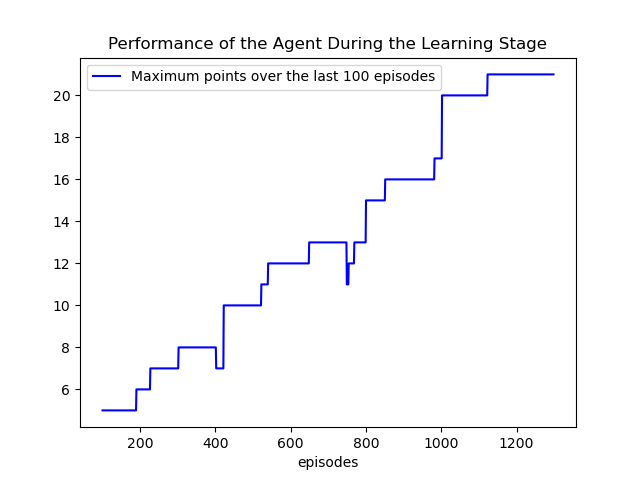 Performance of the Agent During the Learning Stage
Maximum points over the last 100 episodes
20
18
16
14
12
10
8
6
200 400 600 800 1000 1200
episodes